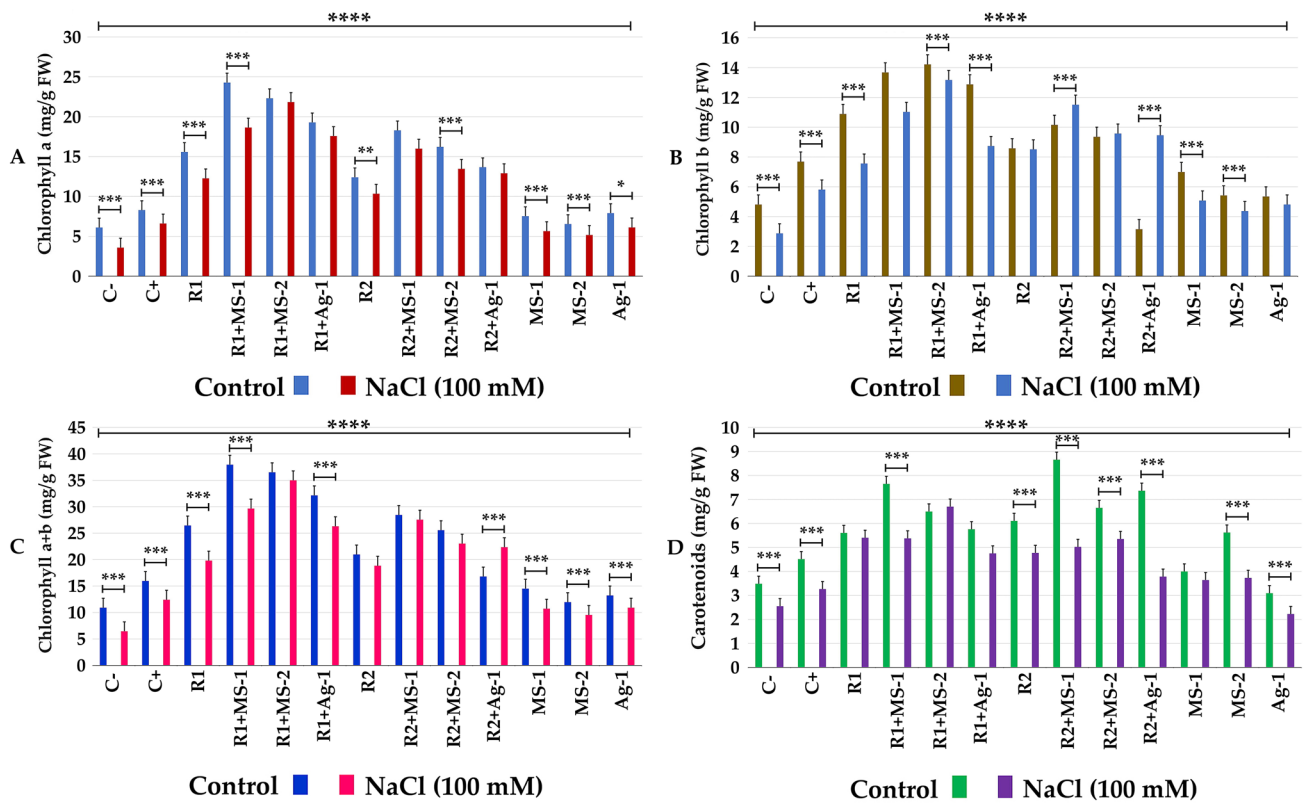 A
Chlorophyll a (mg/g FW)
30
25
20
15
10
5
0
****
***
***
***
***
**
***
***
***
*
C-
C+
R1
R1+MS-1
R1+MS-2
R1+Ag-1
R2
R2+MS-1
R2+MS-2
R2+Ag-1
MS-1
MS-2
Ag-1
Control NaCl (100 mM)
B
Chlorophyll b (mg/g FW)
16
14
12
10
8
6
4
2
0
****
***
***
***
***
***
***
***
***
***
C-
C+
R1
R1+MS-1
R1+MS-2
R1+Ag-1
R2
R2+MS-1
R2+MS-2
R2+Ag-1
MS-1
MS-2
Ag-1
Control NaCl (100 mM)
C
Chlorophyll a+b (mg/g FW)
45
40
35
30
25
20
15
10
5
0
****
***
***
***
***
***
***
***
***
***
C-
C+
R1
R1+MS-1
R1+MS-2
R1+Ag-1
R2
R2+MS-1
R2+MS-2
R2+Ag-1
MS-1
MS-2
Ag-1
Control NaCl (100 mM)
D
Carotenoids (mg/g FW)
10
9
8
7
6
5
4
3
2
1
0
****
***
***
***
***
***
***
***
***
***
C-
C+
R1
R1+MS-1
R1+MS-2
R1+Ag-1
R2
R2+MS-1
R2+MS-2
R2+Ag-1
MS-1
MS-2
Ag-1
Control NaCl (100 mM)